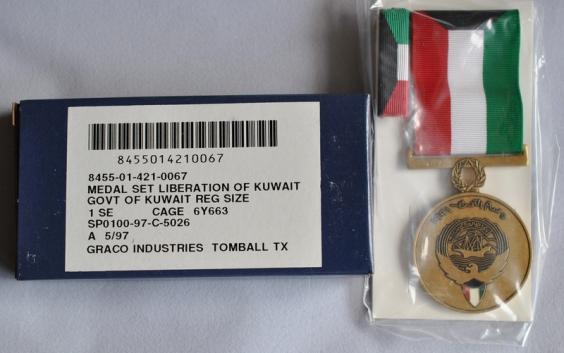 8455014210067
8455-01-421-0067
MEDAL SET LIBERATION OF KUWAIT
GOVT OF KUWAIT REG SIZE
1 SE CAGE 6Y663
SP0100-97-C-5026
A 5/97
GRACO INDUSTRIES TOMBALL TX